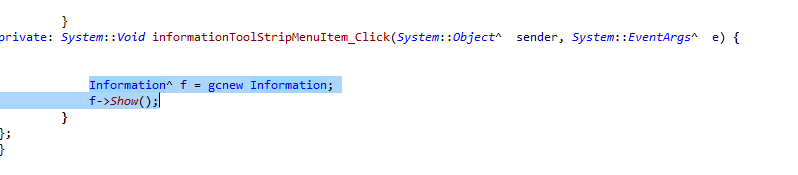 }
private: System::Void informationToolStripMenuItem_Click(System::Object^  sender, System::EventArgs^  e) {
Information^ f = gcnew Information;
f->Show();
}
};
}